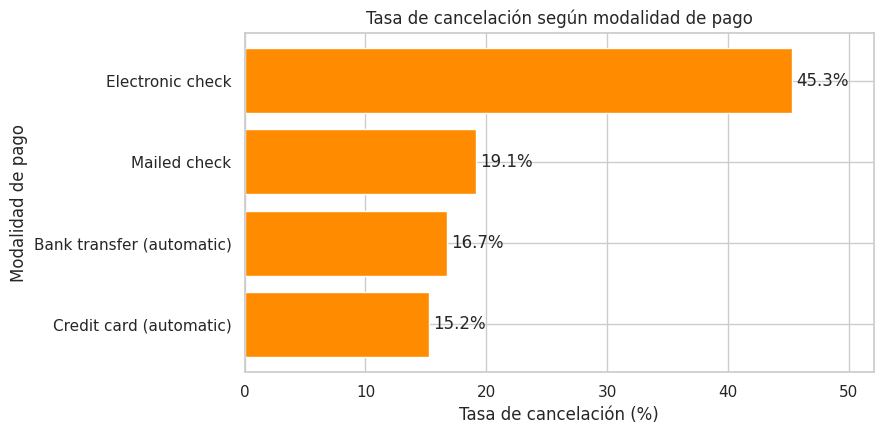 Tasa de cancelación según modalidad de pago
Modalidad de pago
Electronic check
45.3%
Mailed check
19.1%
Bank transfer (automatic)
16.7%
Credit card (automatic)
15.2%
0 10 20 30 40 50
Tasa de cancelación (%)